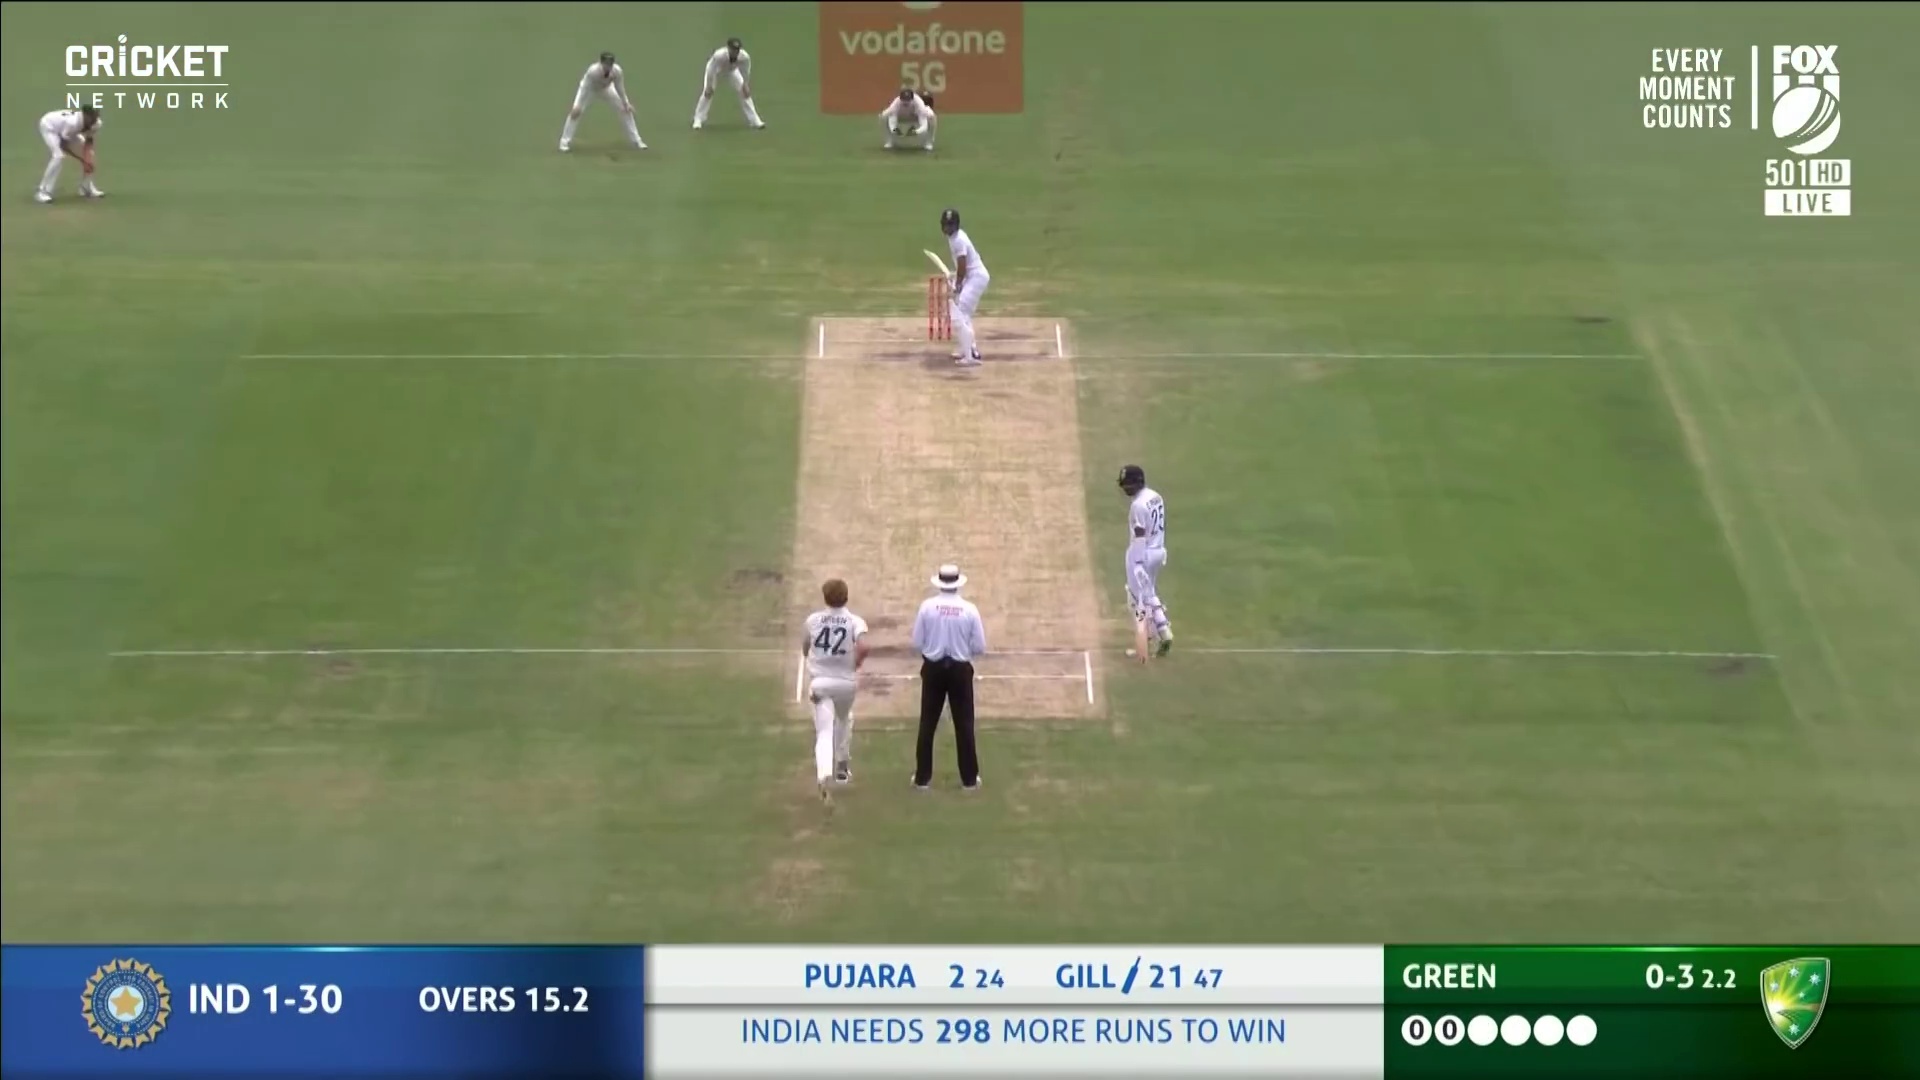 CRICKET
NETWORK
vodafone
5G
EVERY
MOMENT
COUNTS
FOX
501 HD
LIVE
25
42
IND 1-30 OVERS 15.2
PUJARA 2 24 GILL 21 47
INDIA NEEDS 298 MORE RUNS TO WIN
GREEN 0-3 2.2
0 0